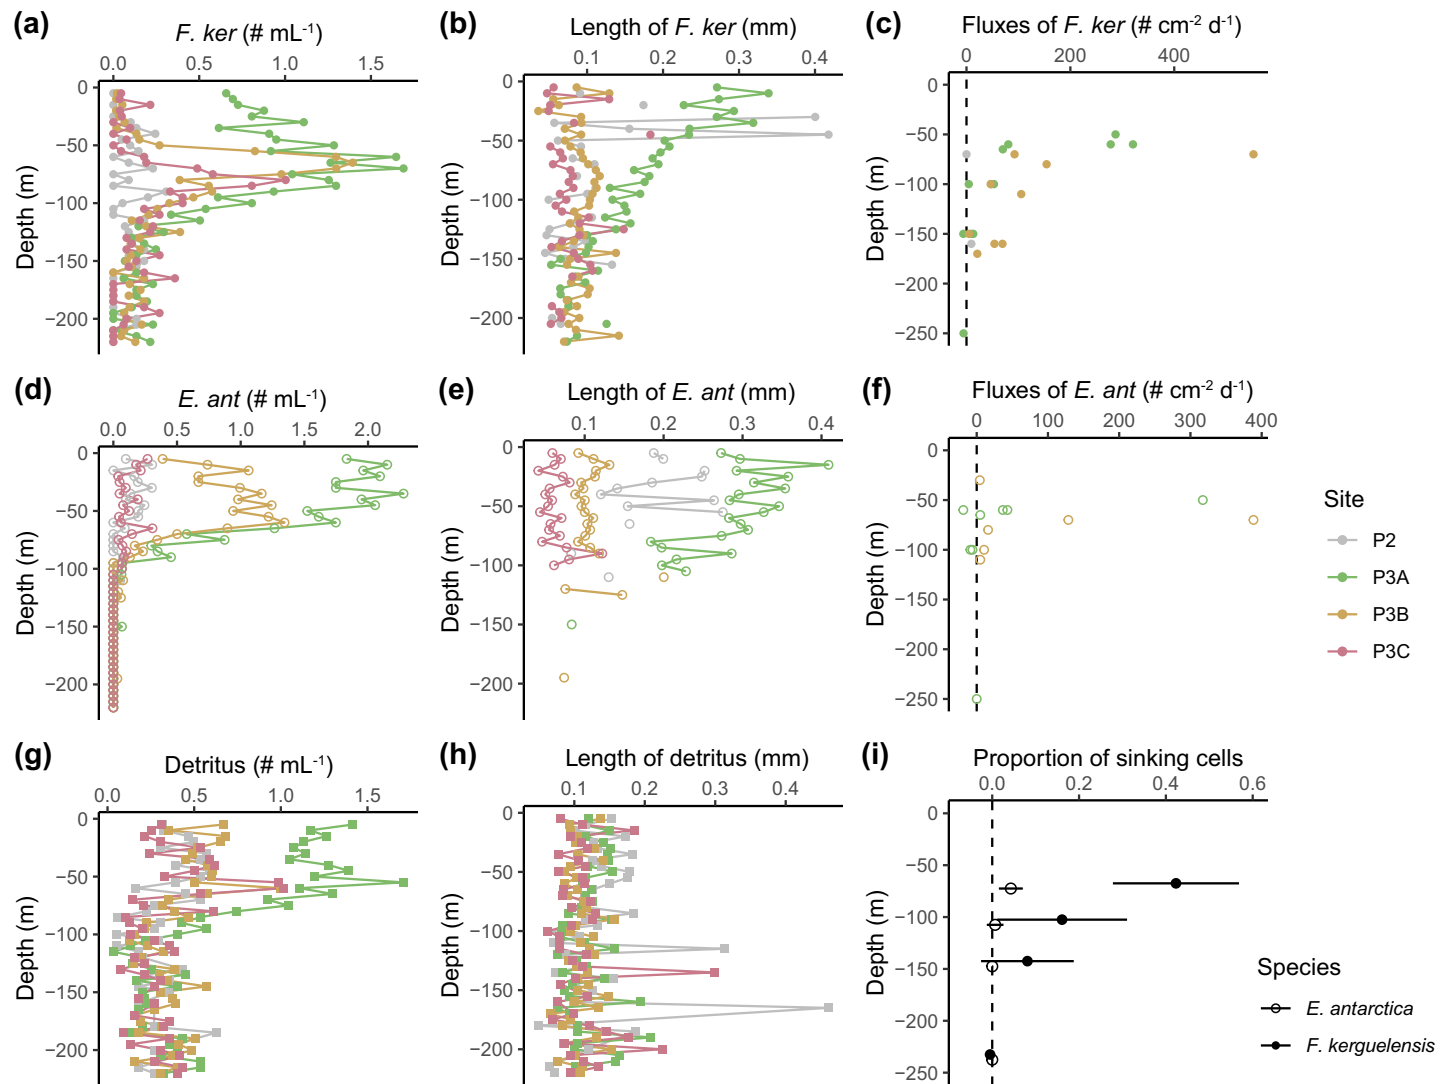 (a)
F. ker (# mL-1)
0.0 0.5 1.0 1.5
0
−50
−100
−150
−200
Depth (m)
(b)
Length of F. ker (mm)
0.1 0.2 0.3 0.4
0
−50
−100
−150
−200
Depth (m)
(c)
Fluxes of F. ker (# cm-2 d-1)
0 200 400
0
−50
−100
−150
−200
−250
Depth (m)
(d)
E. ant (# mL-1)
0.0 0.5 1.0 1.5 2.0
0
−50
−100
−150
−200
Depth (m)
(e)
Length of E. ant (mm)
0.1 0.2 0.3 0.4
0
−50
−100
−150
−200
Depth (m)
(f)
Fluxes of E. ant (# cm-2 d-1)
0 100 200 300 400
0
−50
−100
−150
−200
−250
Depth (m)
Site
P2
P3A
P3B
P3C
(g)
Detritus (# mL-1)
0.0 0.5 1.0 1.5
0
−50
−100
−150
−200
Depth (m)
(h)
Length of detritus (mm)
0.1 0.2 0.3 0.4
0
−50
−100
−150
−200
Depth (m)
(i)
Proportion of sinking cells
0.0 0.2 0.4 0.6
0
−50
−100
−150
−200
−250
Depth (m)
Species
E. antarctica
F. kerguelensis